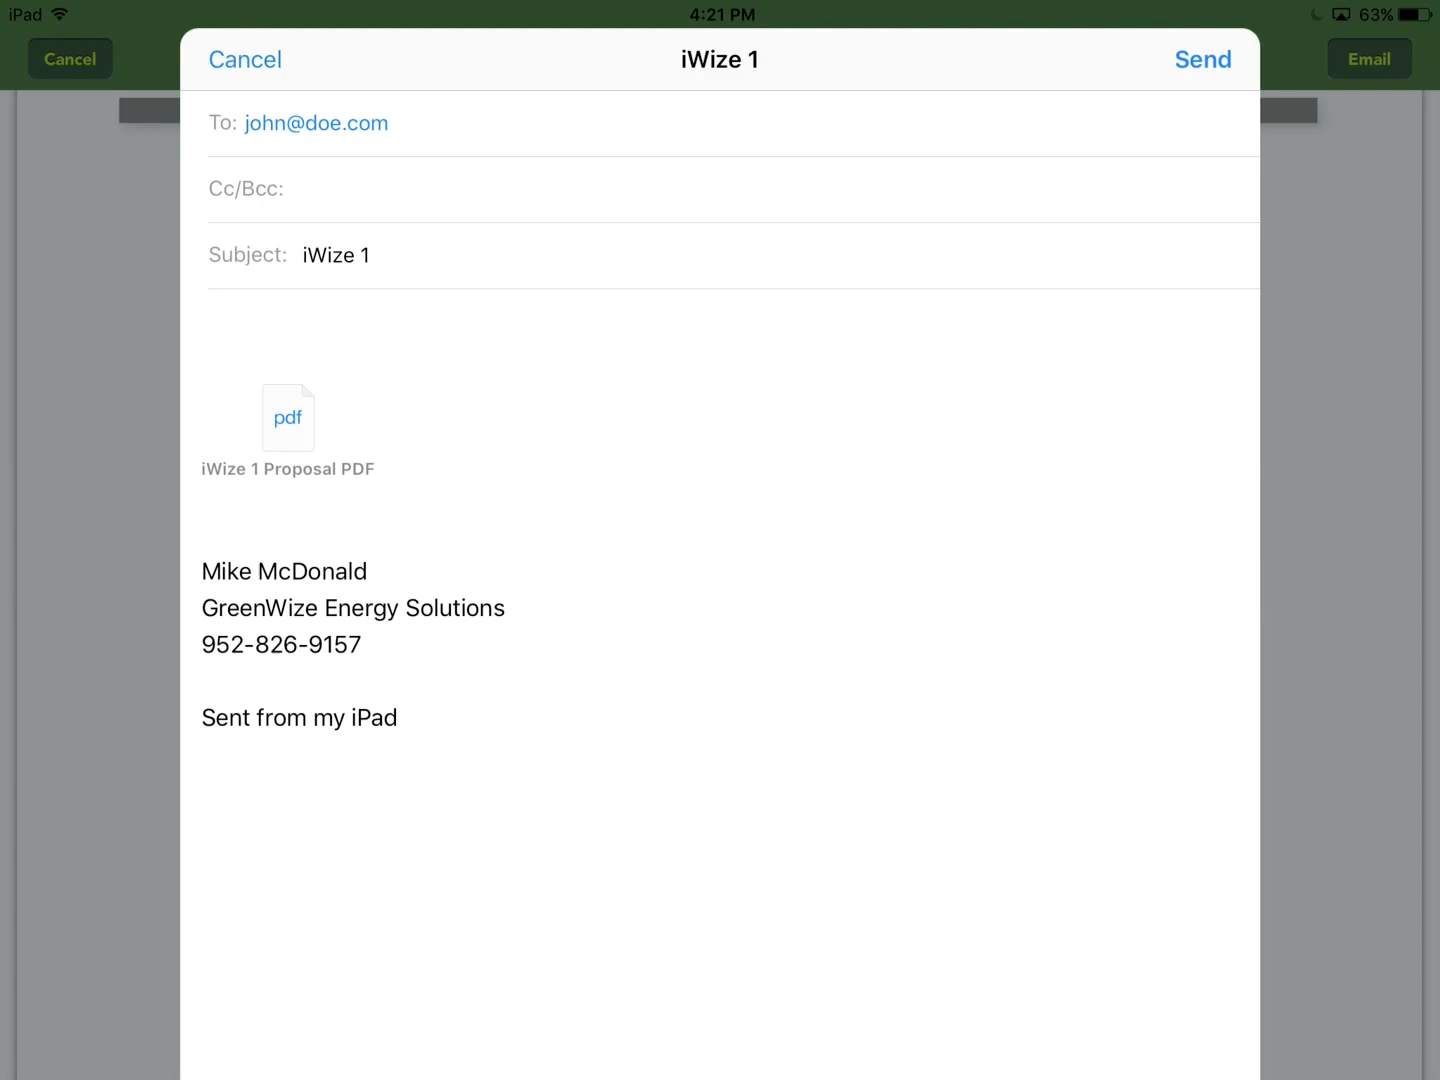 iPad
4:21 PM
63%
Cancel
Email
Cancel
iWize 1
Send
To: john@doe.com
Cc/Bcc:
Subject: iWize 1
pdf
iWize 1 Proposal PDF
Mike McDonald
GreenWize Energy Solutions
952-826-9157
Sent from my iPad